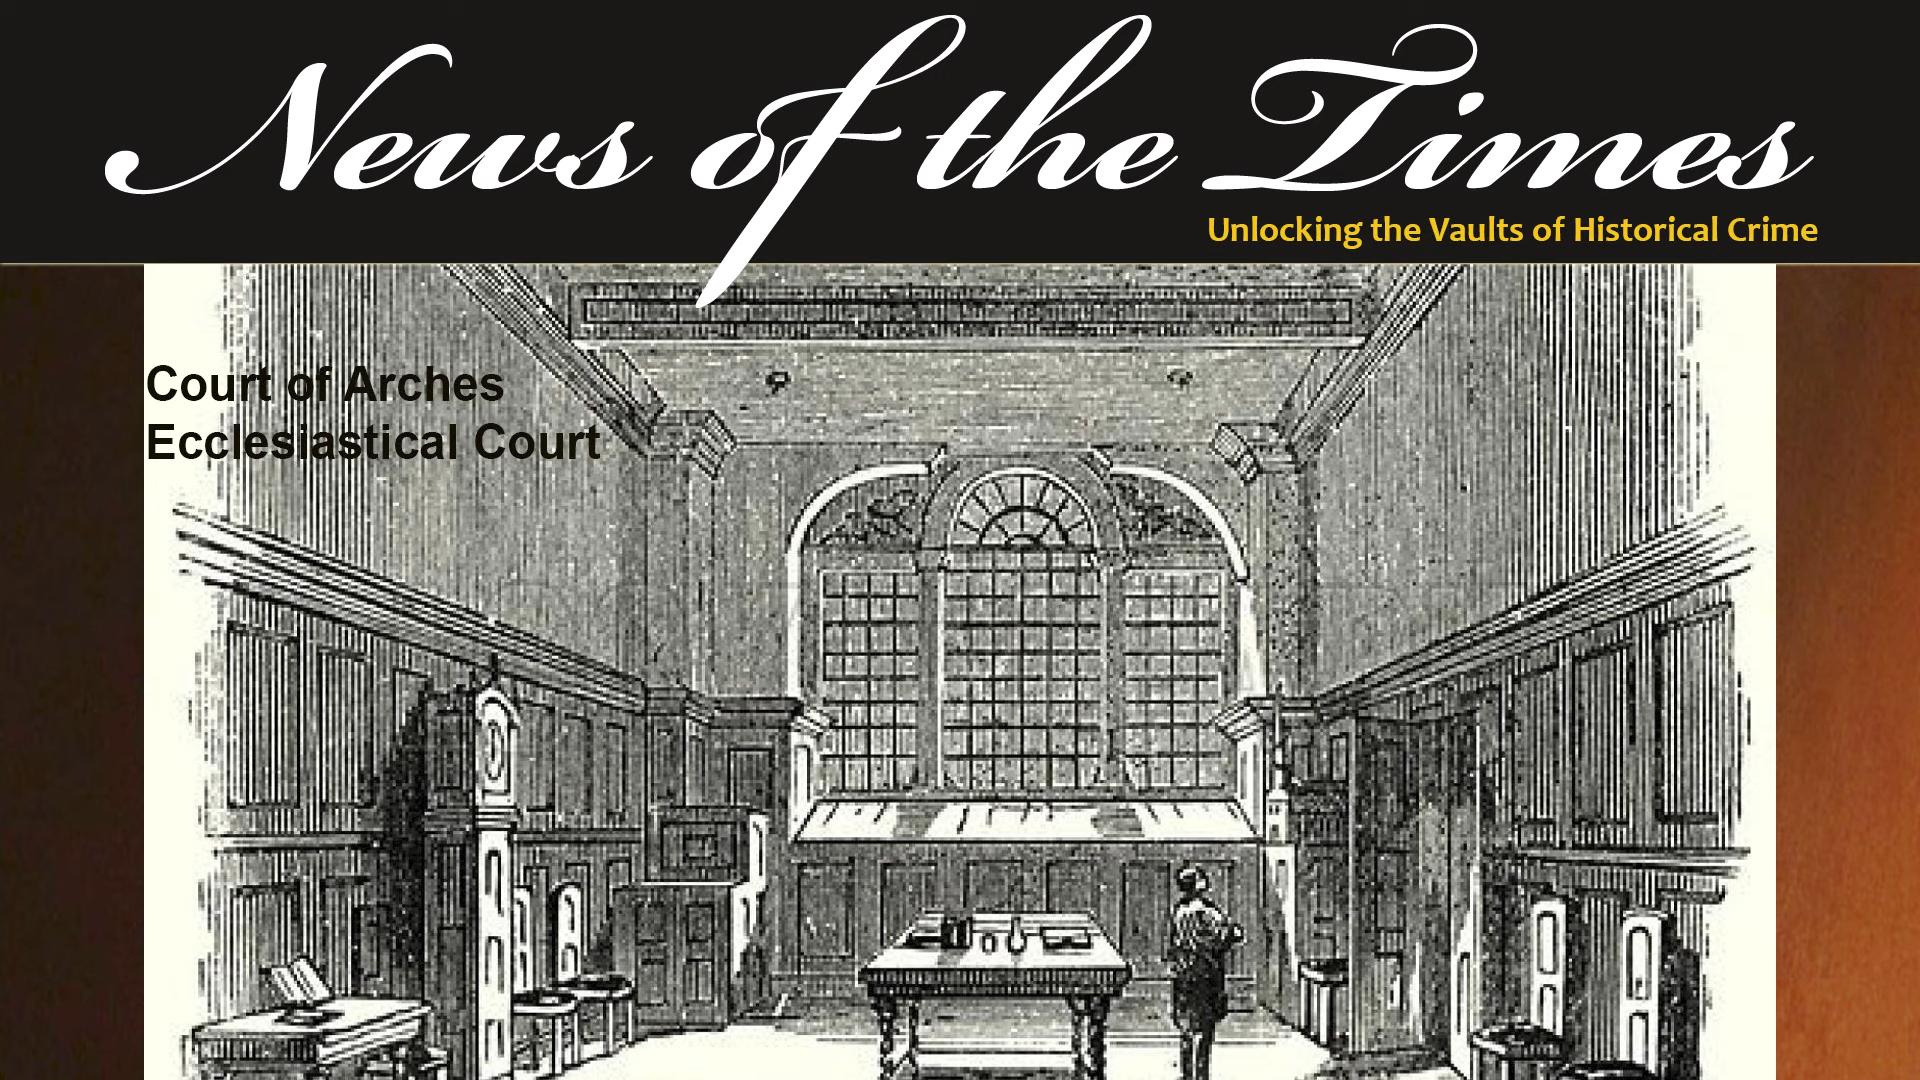 News of the Times
Unlocking the Vaults of Historical Crime
Court of Arches
Ecclesiastical Court